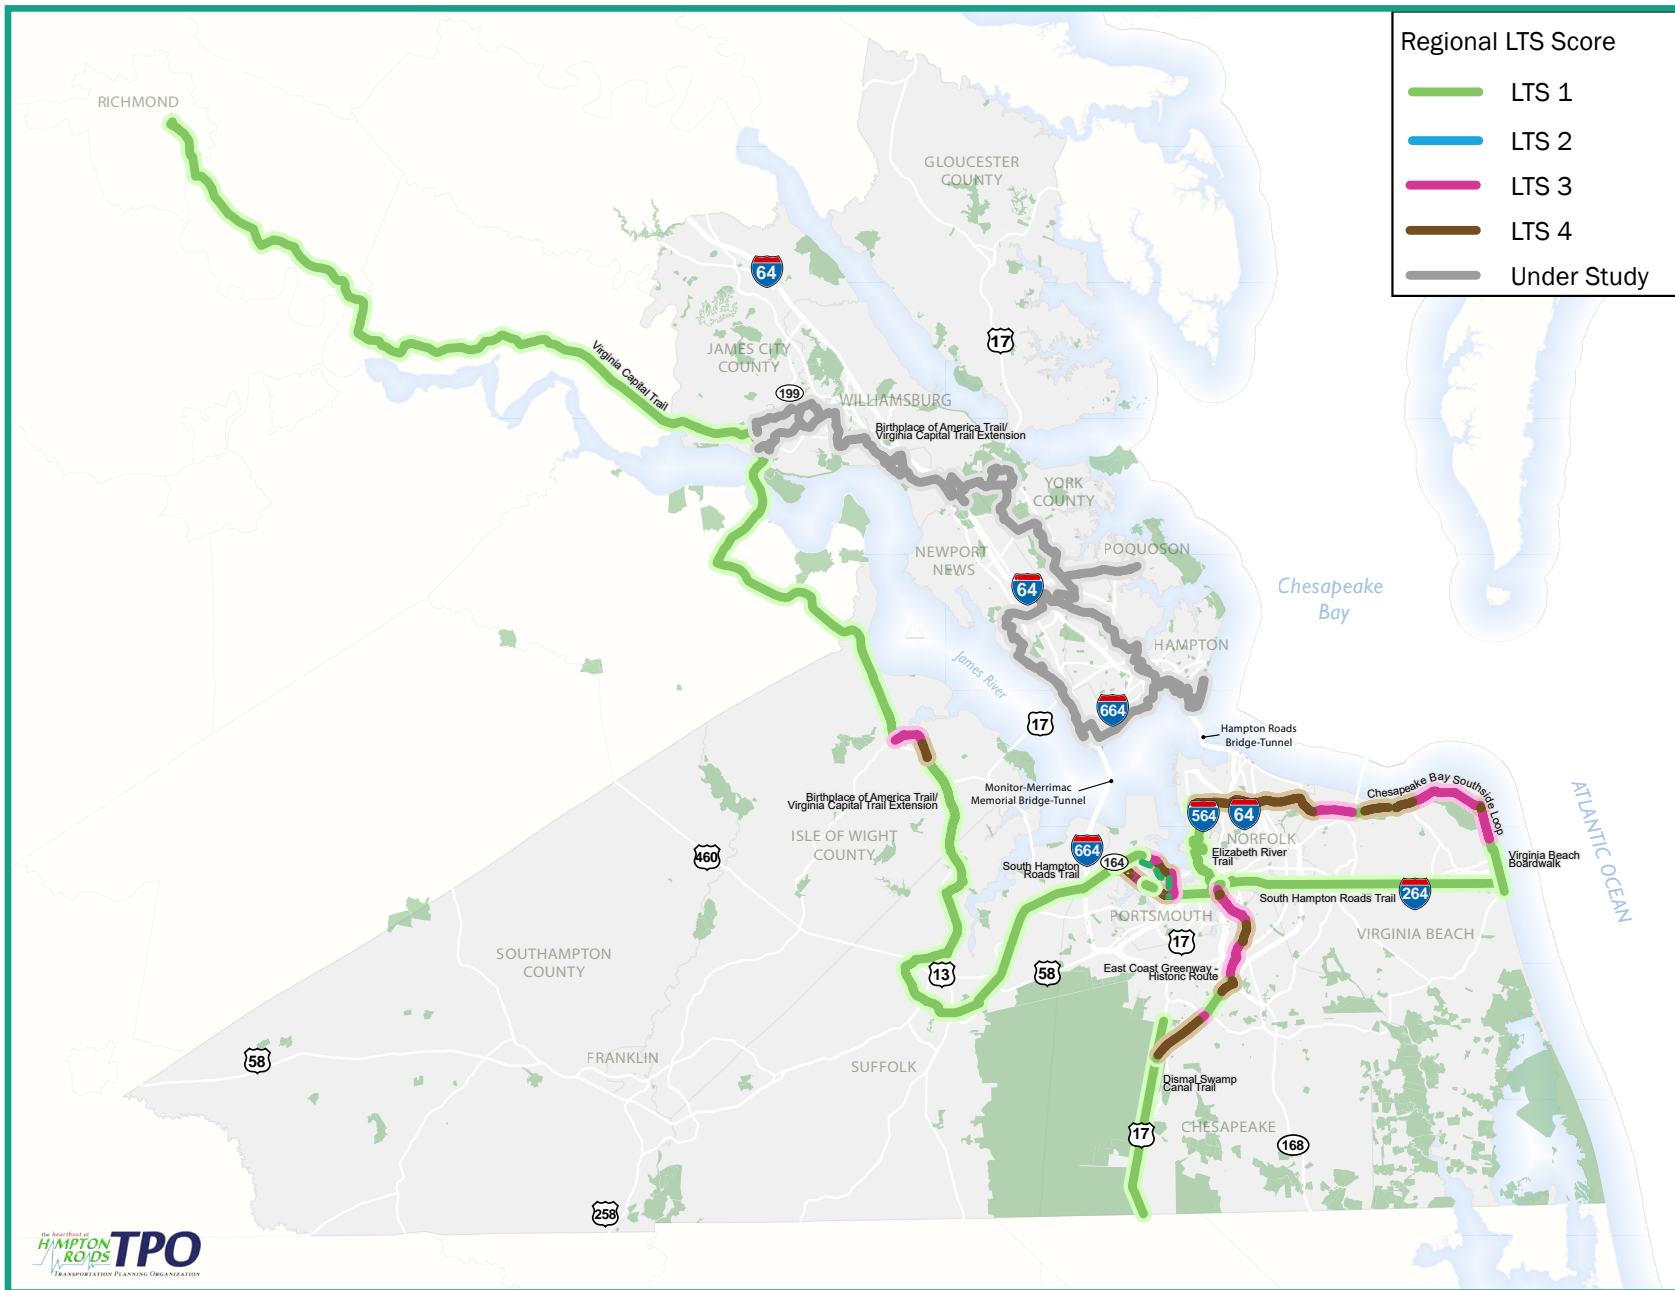 Regional LTS Score
LTS 1
LTS 2
LTS 3
LTS 4
Under Study
RICHMOND
GLOUCESTER
COUNTY
64
17
JAMES CITY
COUNTY
Virginia Capital Trail
199
WILLIAMSBURG
Birthplace of America Trail/
Virginia Capital Trail Extension
YORK
COUNTY
NEWPORT
NEWS
POQUOSON
64
Chesapeake
Bay
HAMPTON
James River
664
17
Hampton Roads
Bridge-Tunnel
Monitor-Merrimac
Memorial Bridge-Tunnel
Birthplace of America Trail/
Virginia Capital Trail Extension
ISLE OF WIGHT
COUNTY
460
664
164
South Hampton
Roads Trail
564
64
NORFOLK
Elizabeth River
Trail
Chesapeake Bay Southside Loop
Virginia Beach
Boardwalk
ATLANTIC OCEAN
South Hampton Roads Trail
264
PORTSMOUTH
17
VIRGINIA BEACH
SOUTHAMPTON
COUNTY
13
58
East Coast Greenway -
Historic Route
58
FRANKLIN
SUFFOLK
Dismal Swamp
Canal Trail
17
CHESAPEAKE
168
258
the heartbeat of
HAMPTON
ROADS
TPO
TRANSPORTATION PLANNING ORGANIZATION